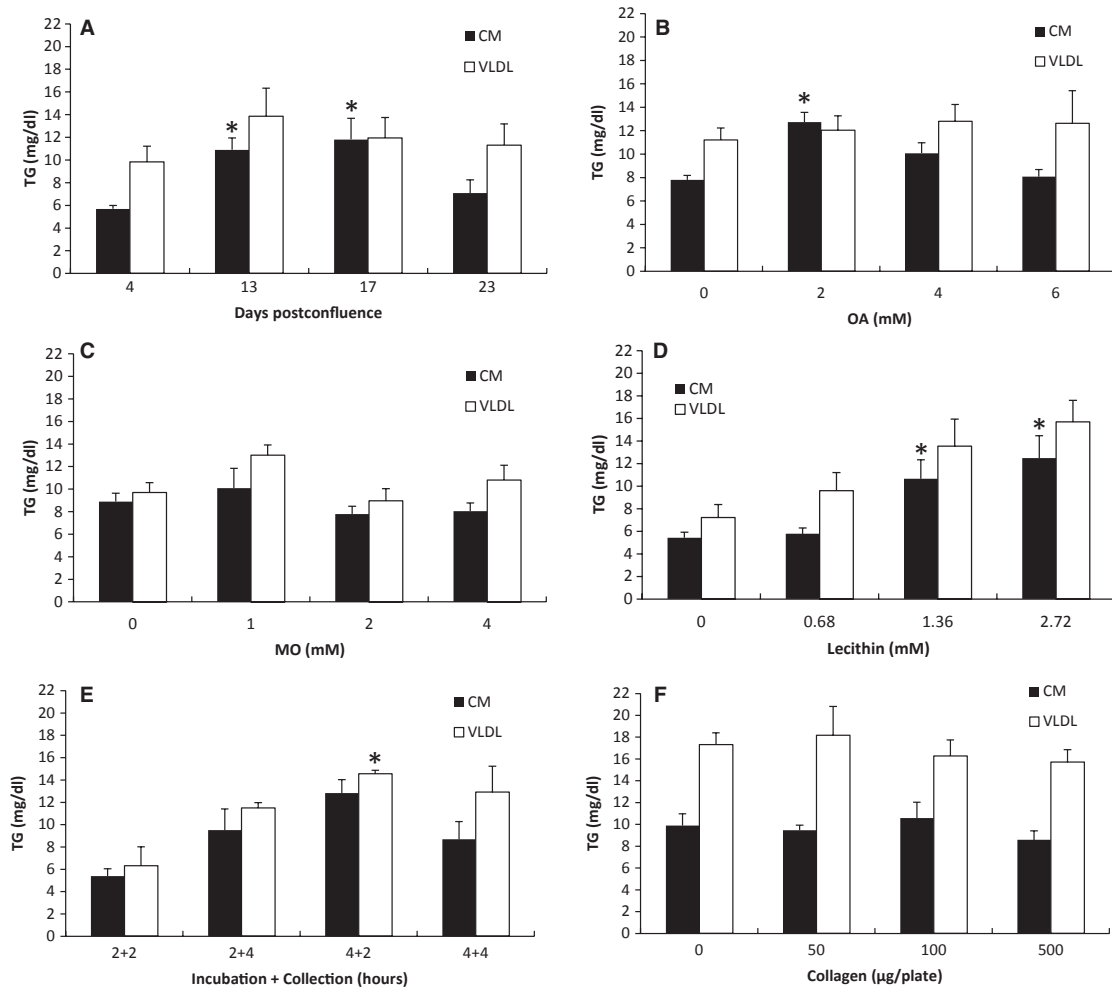 A
CM
VLDL
TG (mg/dl)
22
20
18
16
14
12
10
8
6
4
2
0
* *
4 13 17 23
Days postconfluence
B
CM
VLDL
TG (mg/dl)
22
20
18
16
14
12
10
8
6
4
2
0
*
0 2 4 6
OA (mM)
C
CM
VLDL
TG (mg/dl)
22
20
18
16
14
12
10
8
6
4
2
0
0 1 2 4
MO (mM)
D
CM
VLDL
TG (mg/dl)
22
20
18
16
14
12
10
8
6
4
2
0
* *
0 0.68 1.36 2.72
Lecithin (mM)
E
CM
VLDL
TG (mg/dl)
22
20
18
16
14
12
10
8
6
4
2
0
*
2+2 2+4 4+2 4+4
Incubation + Collection (hours)
F
CM
VLDL
TG (mg/dl)
22
20
18
16
14
12
10
8
6
4
2
0
0 50 100 500
Collagen (µg/plate)